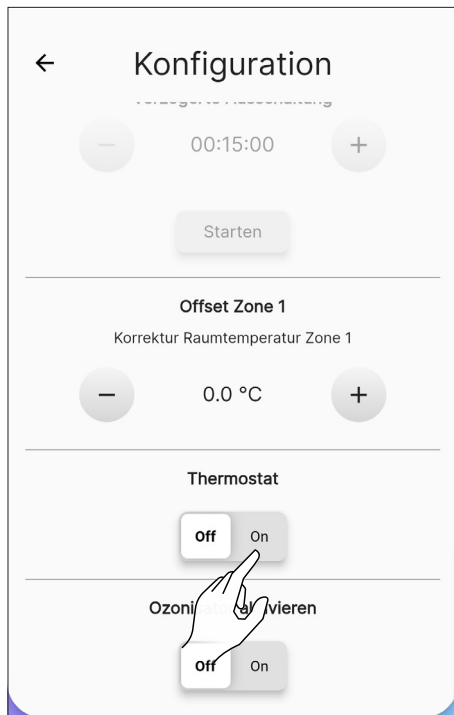 Konfiguration
00:15:00
Starten
Offset Zone 1
Korrektur Raumtemperatur Zone 1
− 0.0 °C +
Thermostat
Off On
Off On